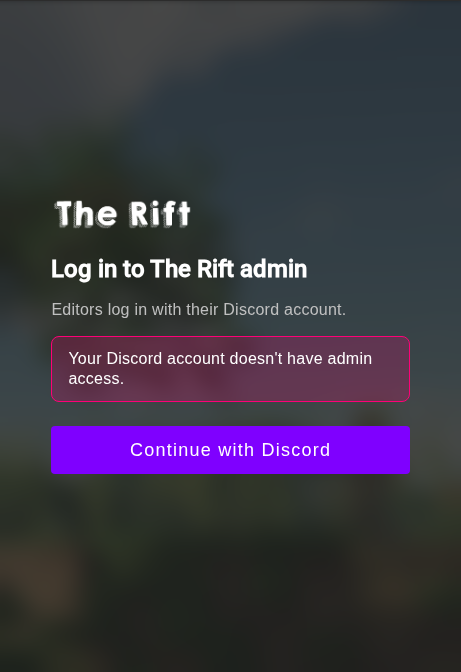 The Rift
Log in to The Rift admin
Editors log in with their Discord account.
Your Discord account doesn't have admin
access.
Continue with Discord